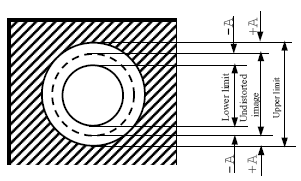 -A
+A
Lower limit
Undistorted
image
Upper limit
-A
+A